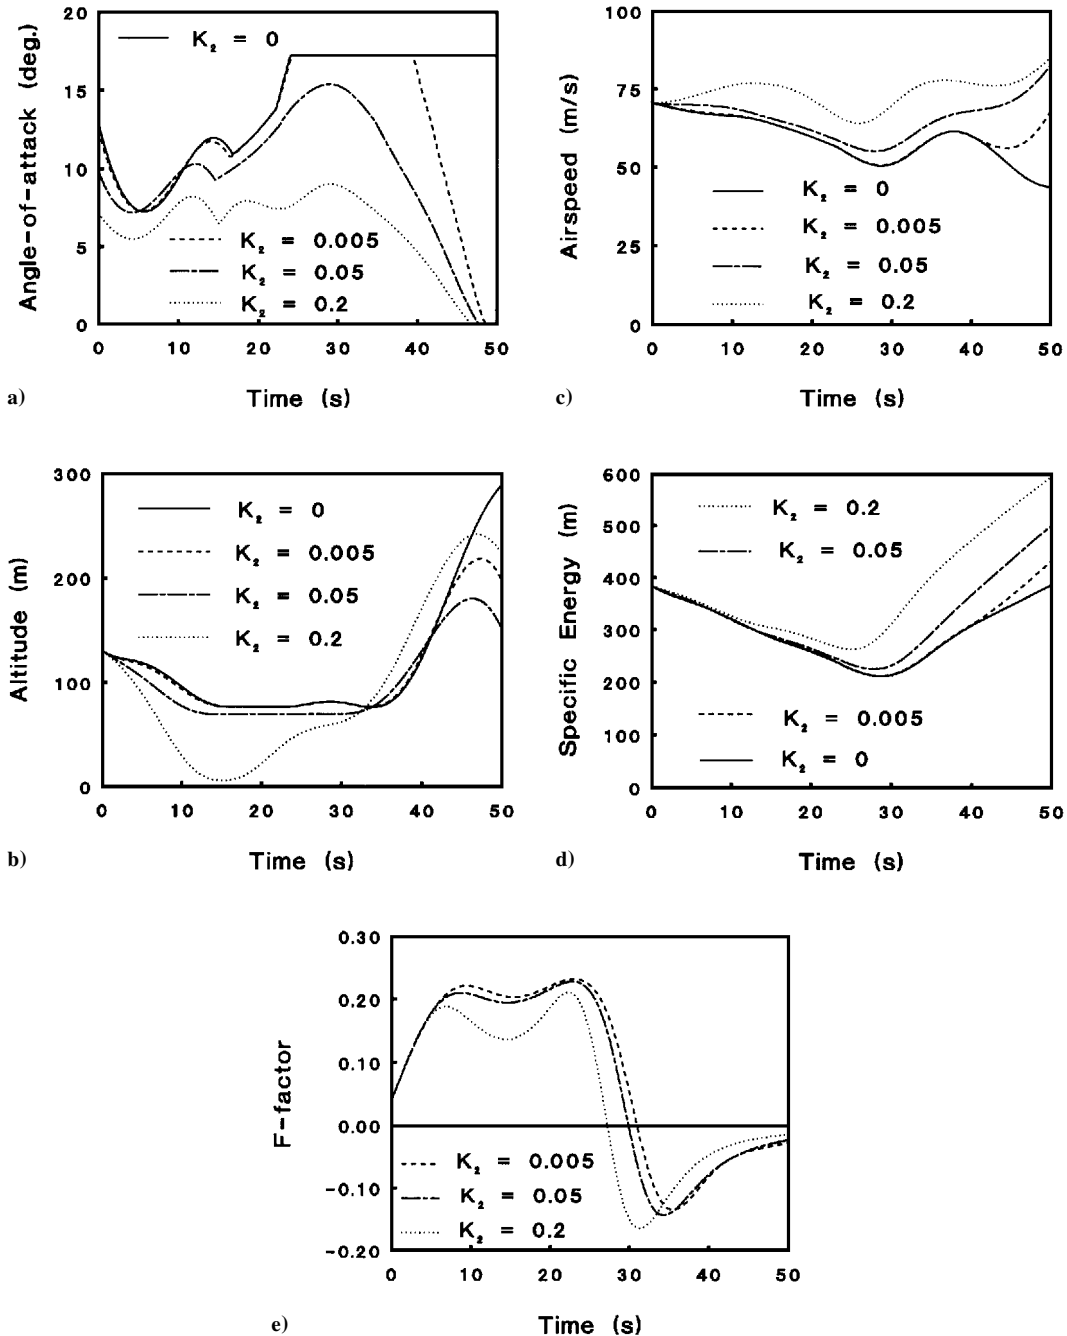 20
15
10
5
0
Angle-of-attack (deg.)
K₂ = 0
K₂ = 0.005
K₂ = 0.05
K₂ = 0.2
0 10 20 30 40 50
Time (s)
a)
100
75
50
25
0
Airspeed (m/s)
K₂ = 0
K₂ = 0.005
K₂ = 0.05
K₂ = 0.2
0 10 20 30 40 50
Time (s)
c)
300
200
100
0
Altitude (m)
K₂ = 0
K₂ = 0.005
K₂ = 0.05
K₂ = 0.2
0 10 20 30 40 50
Time (s)
b)
600
500
400
300
200
100
0
Specific Energy (m)
K₂ = 0.2
K₂ = 0.05
K₂ = 0.005
K₂ = 0
0 10 20 30 40 50
Time (s)
d)
0.30
0.20
0.10
0.00
-0.10
-0.20
F-factor
K₂ = 0.005
K₂ = 0.05
K₂ = 0.2
0 10 20 30 40 50
Time (s)
e)